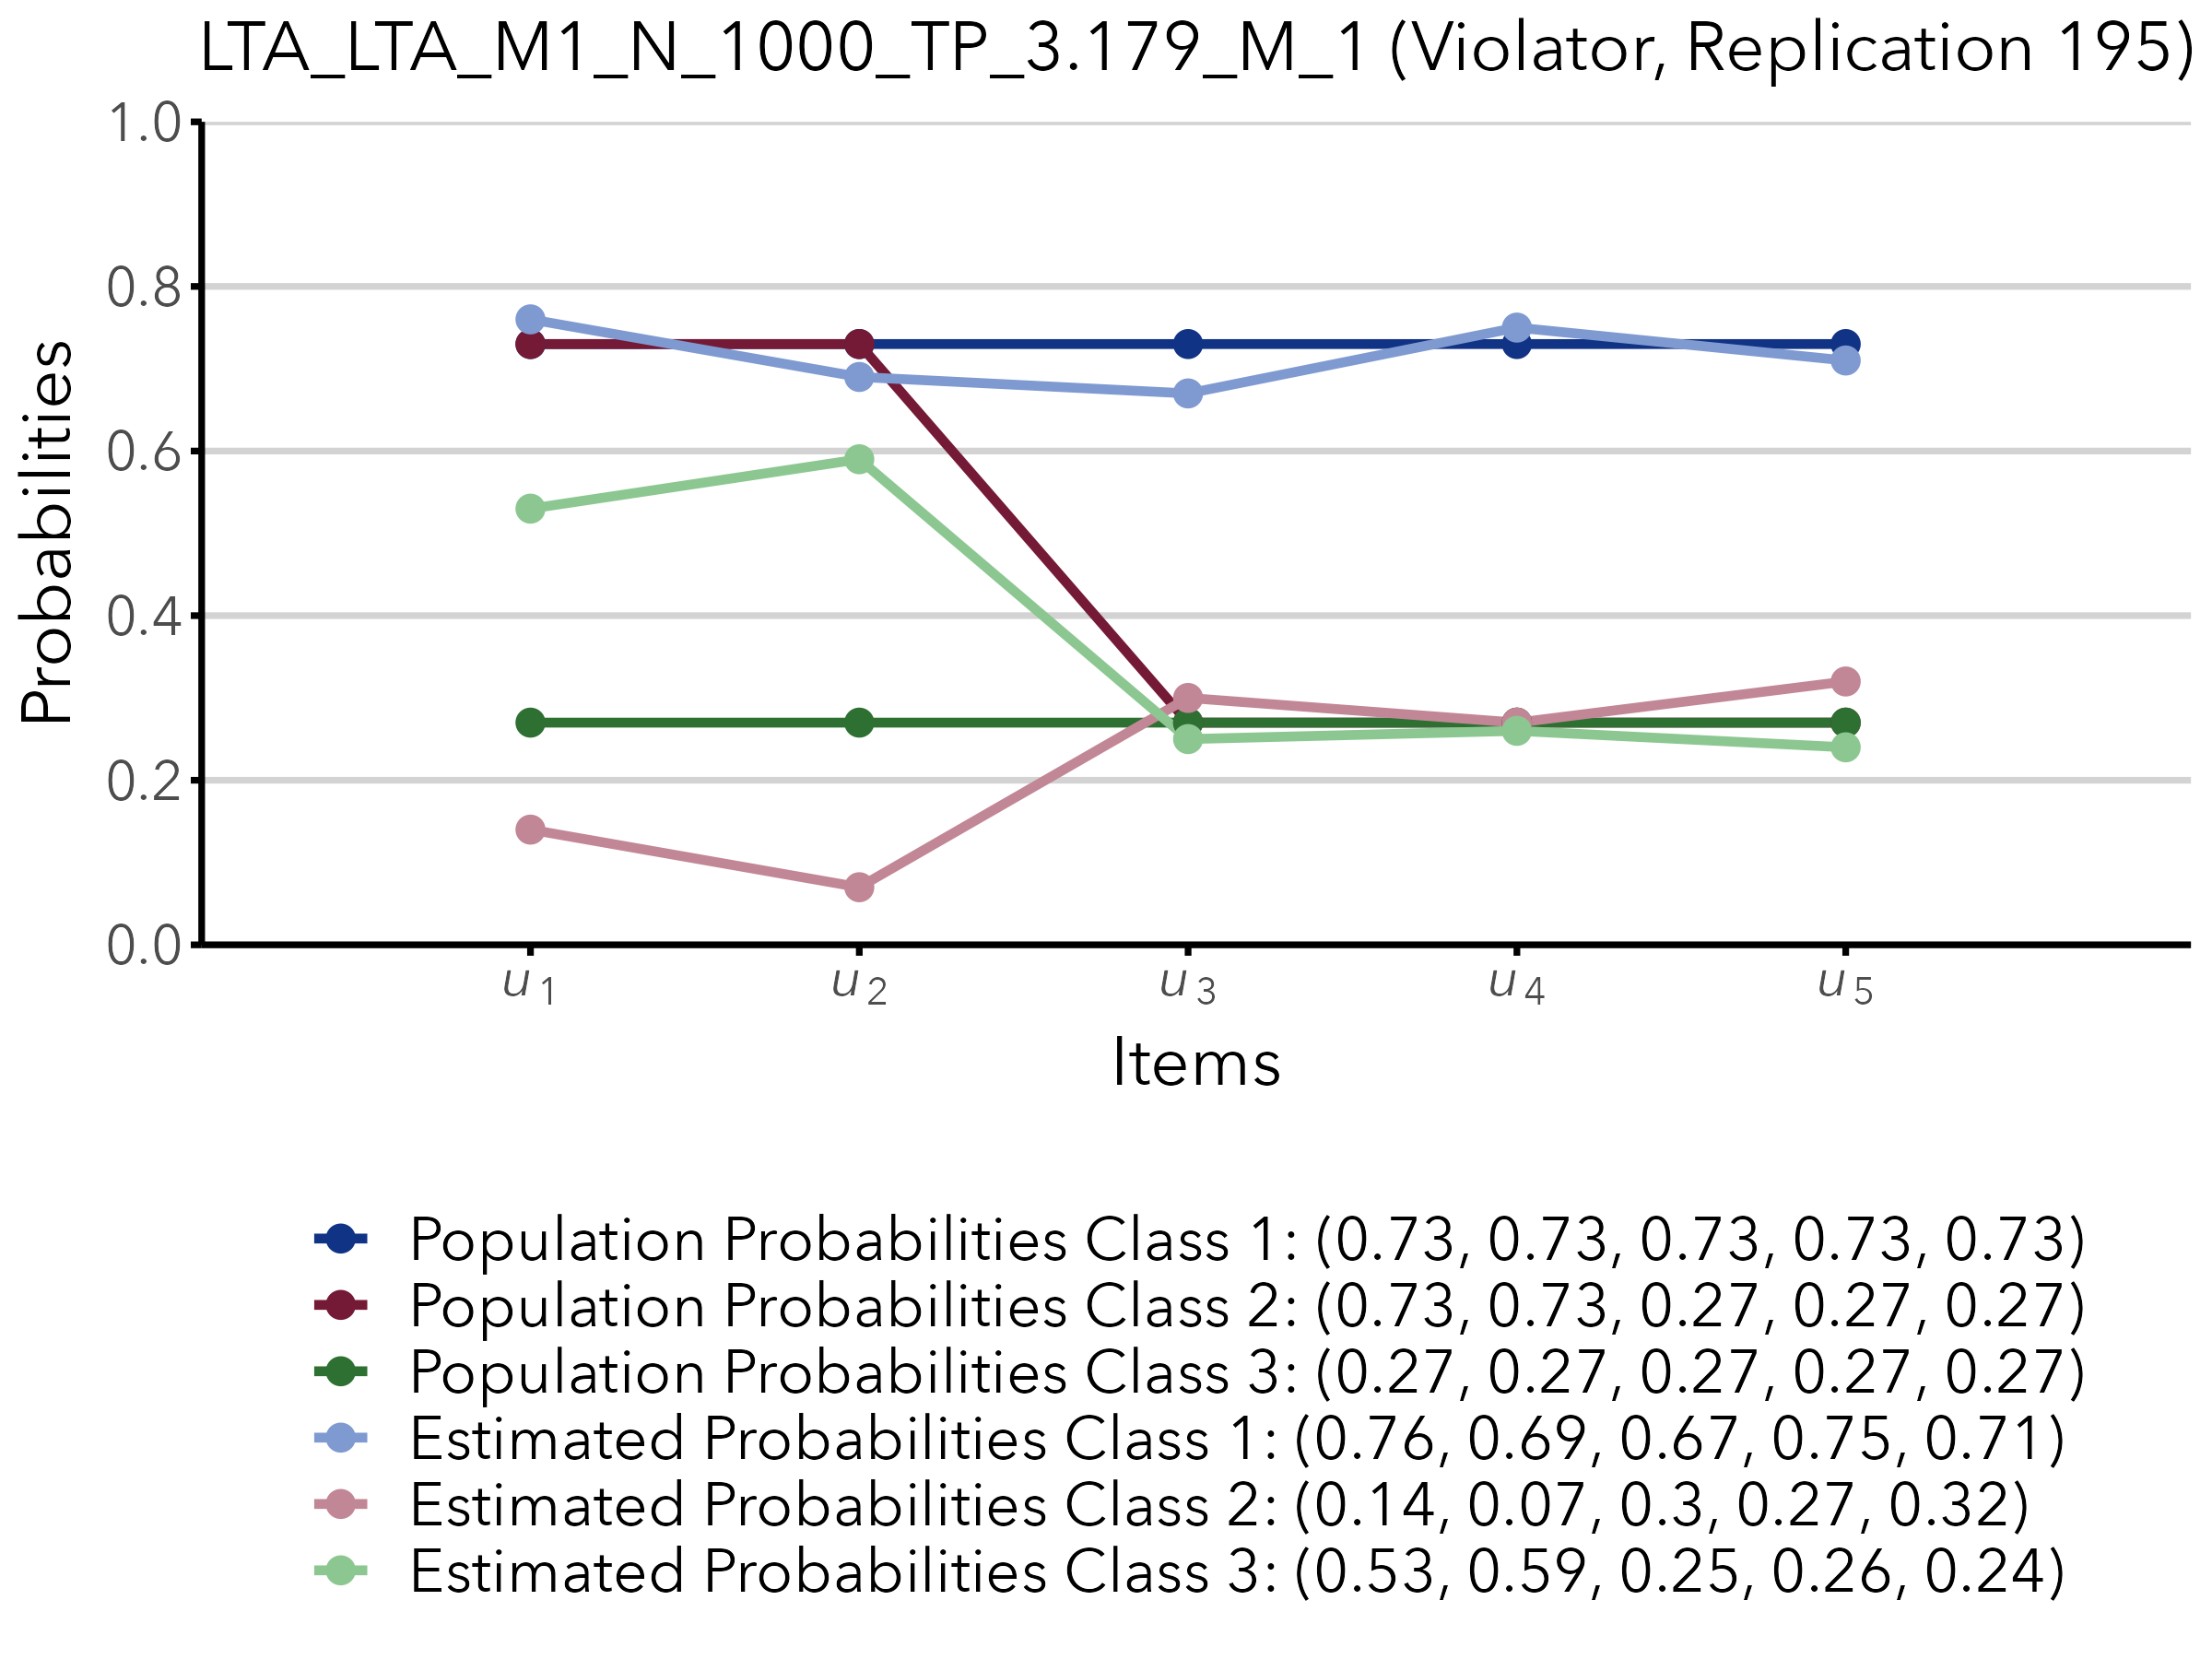 LTA_LTA_M1_N_1000_TP_3.179_M_1 (Violator, Replication 195)
1.0
0.8
0.6
0.4
0.2
0.0
Probabilities
u1 u2 u3 u4 u5
Items
Population Probabilities Class 1: (0.73, 0.73, 0.73, 0.73, 0.73)
Population Probabilities Class 2: (0.73, 0.73, 0.27, 0.27, 0.27)
Population Probabilities Class 3: (0.27, 0.27, 0.27, 0.27, 0.27)
Estimated Probabilities Class 1: (0.76, 0.69, 0.67, 0.75, 0.71)
Estimated Probabilities Class 2: (0.14, 0.07, 0.3, 0.27, 0.32)
Estimated Probabilities Class 3: (0.53, 0.59, 0.25, 0.26, 0.24)